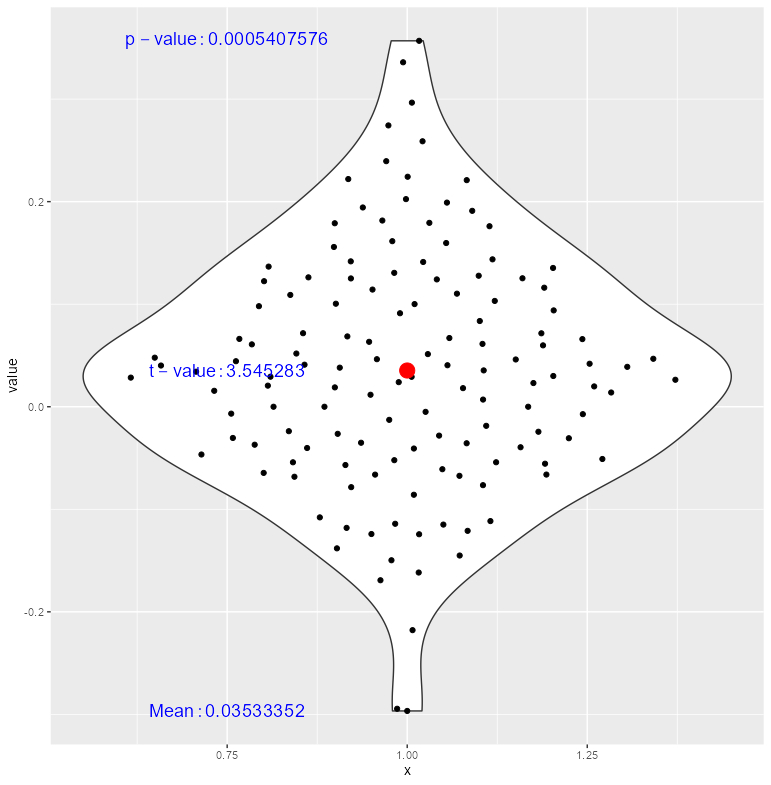 p − value : 0.0005407576
0.2
t − value : 3.545283
value
0.0
-0.2
Mean : 0.03533352
0.75
1.00
1.25
x